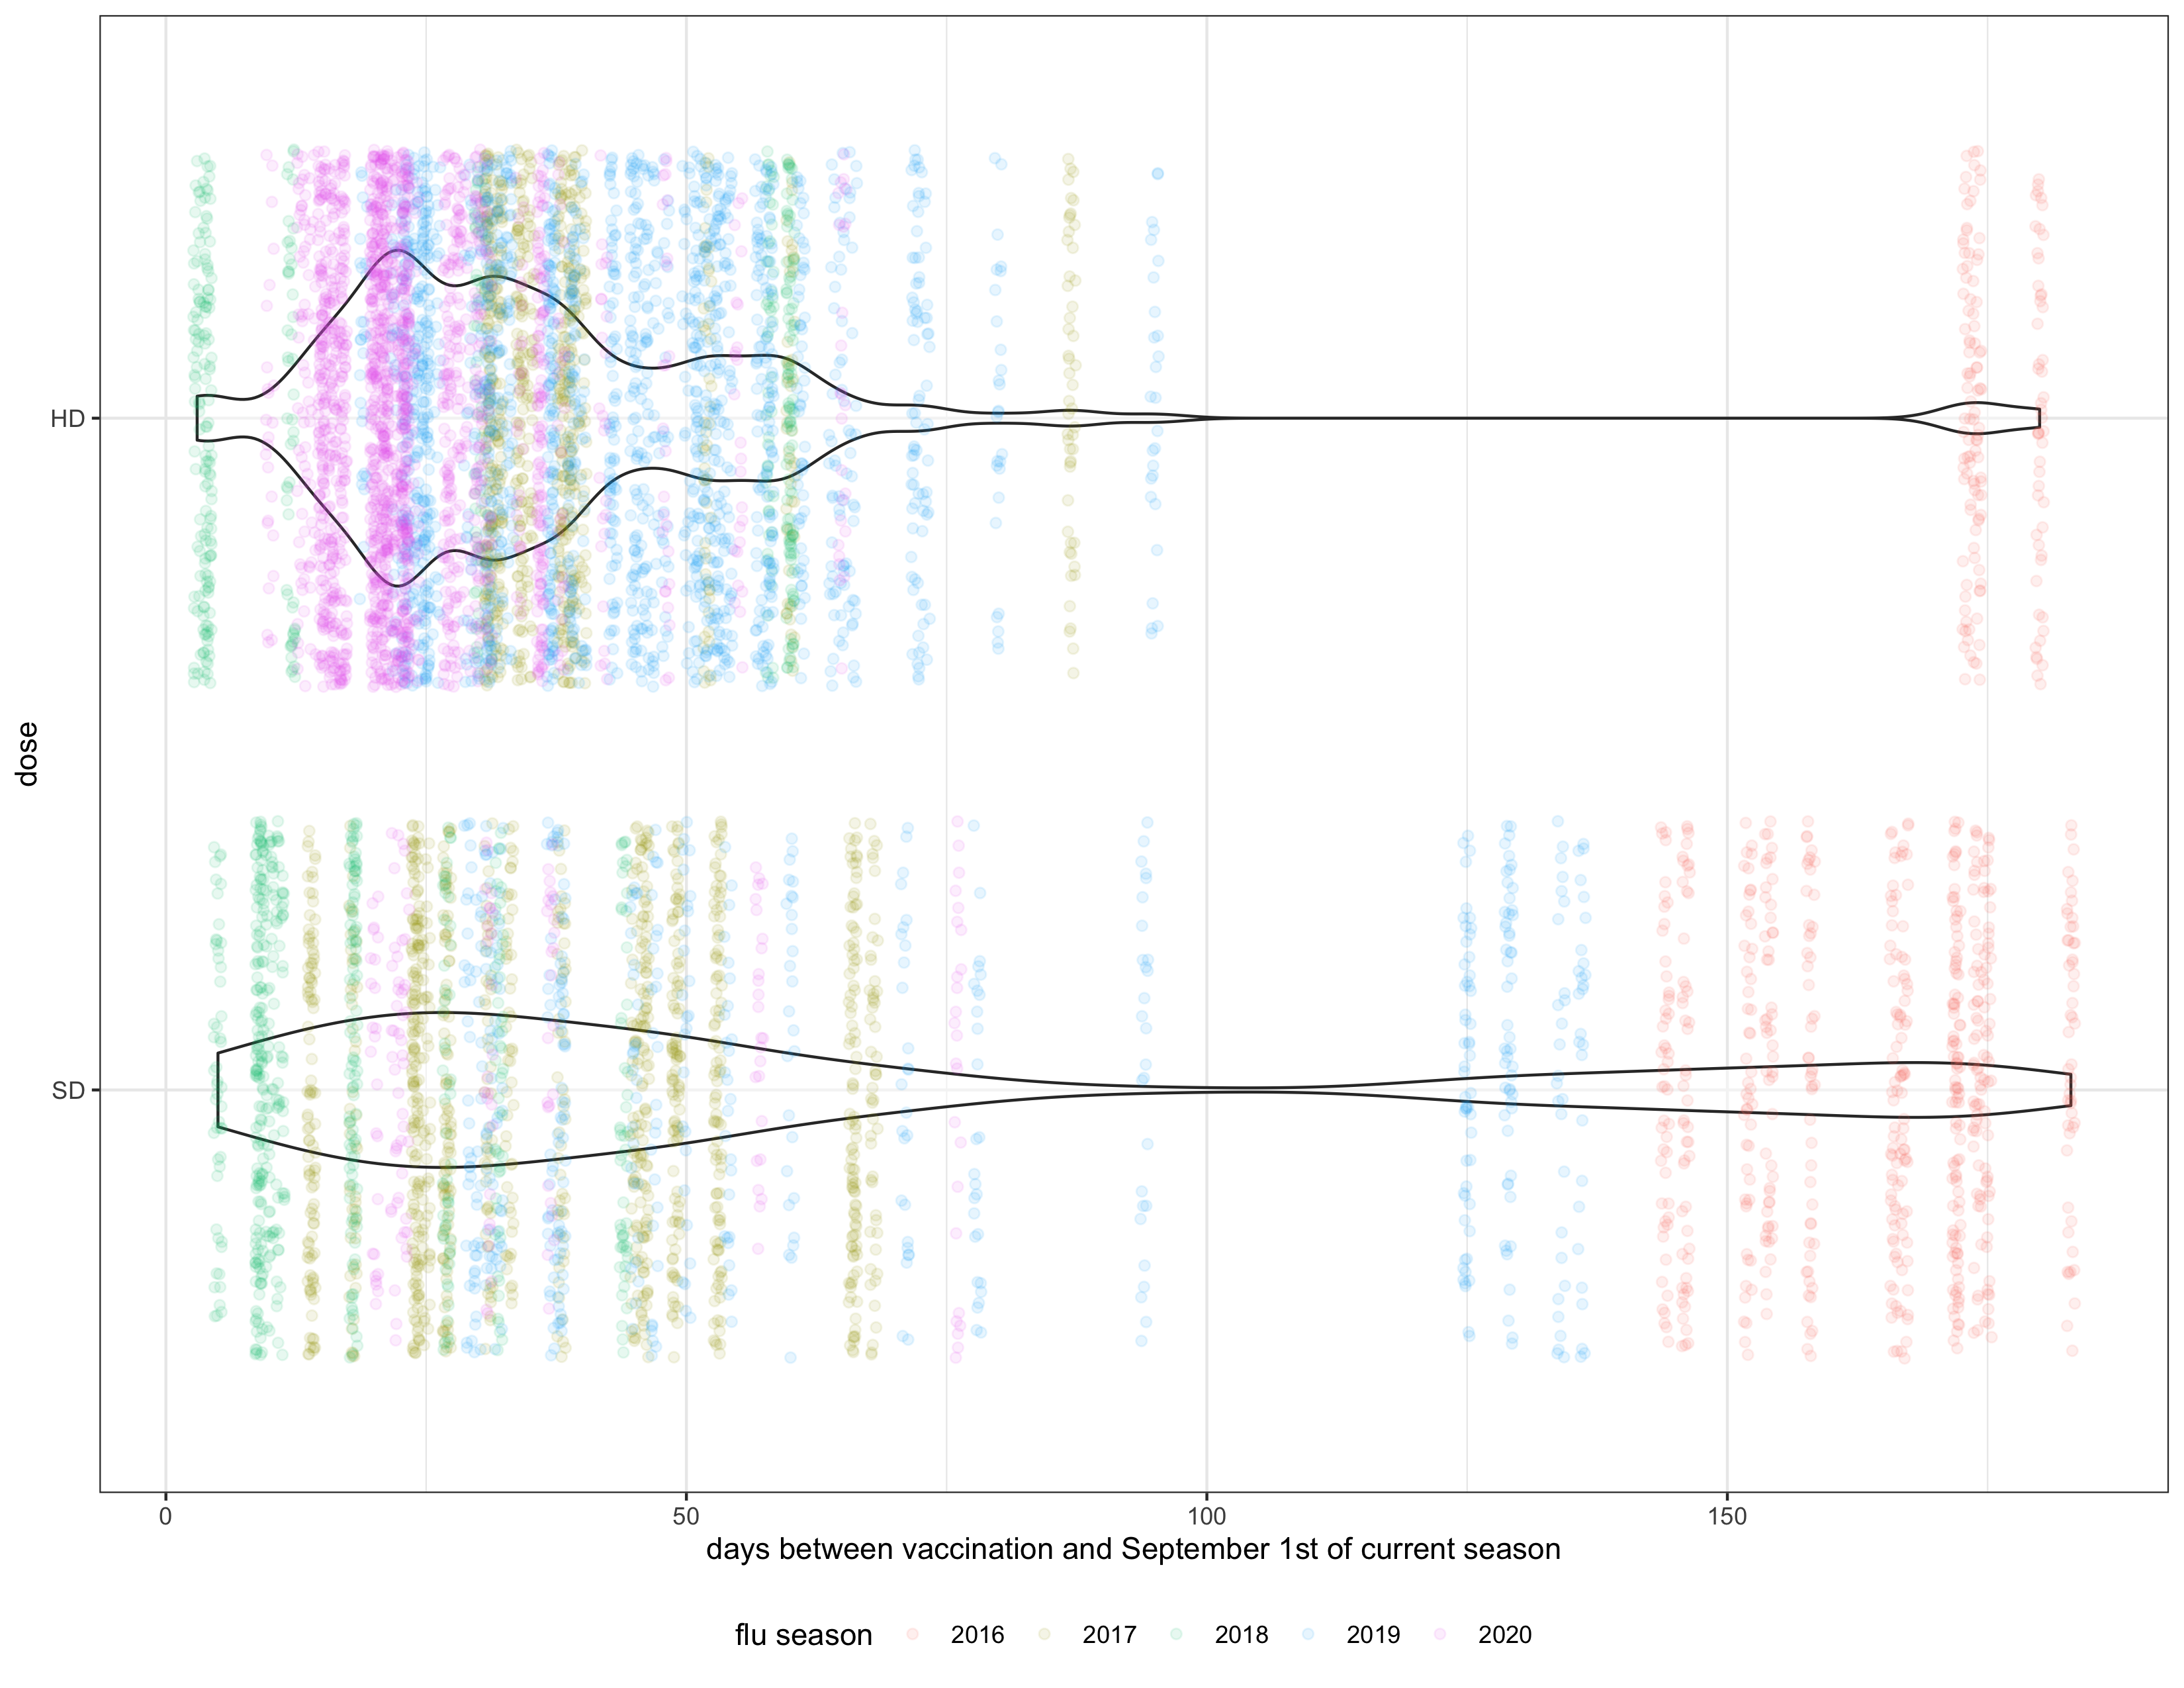 HD
SD
dose
0 50 100 150
days between vaccination and September 1st of current season
flu season 2016 2017 2018 2019 2020